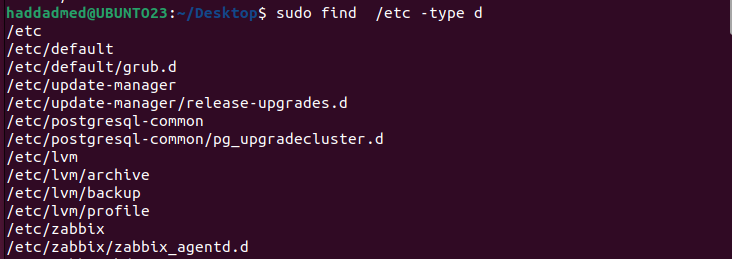 haddadmed@UBUNTO23:~/Desktop$ sudo find  /etc -type d
/etc
/etc/default
/etc/default/grub.d
/etc/update-manager
/etc/update-manager/release-upgrades.d
/etc/postgresql-common
/etc/postgresql-common/pg_upgradecluster.d
/etc/lvm
/etc/lvm/archive
/etc/lvm/backup
/etc/lvm/profile
/etc/zabbix
/etc/zabbix/zabbix_agentd.d